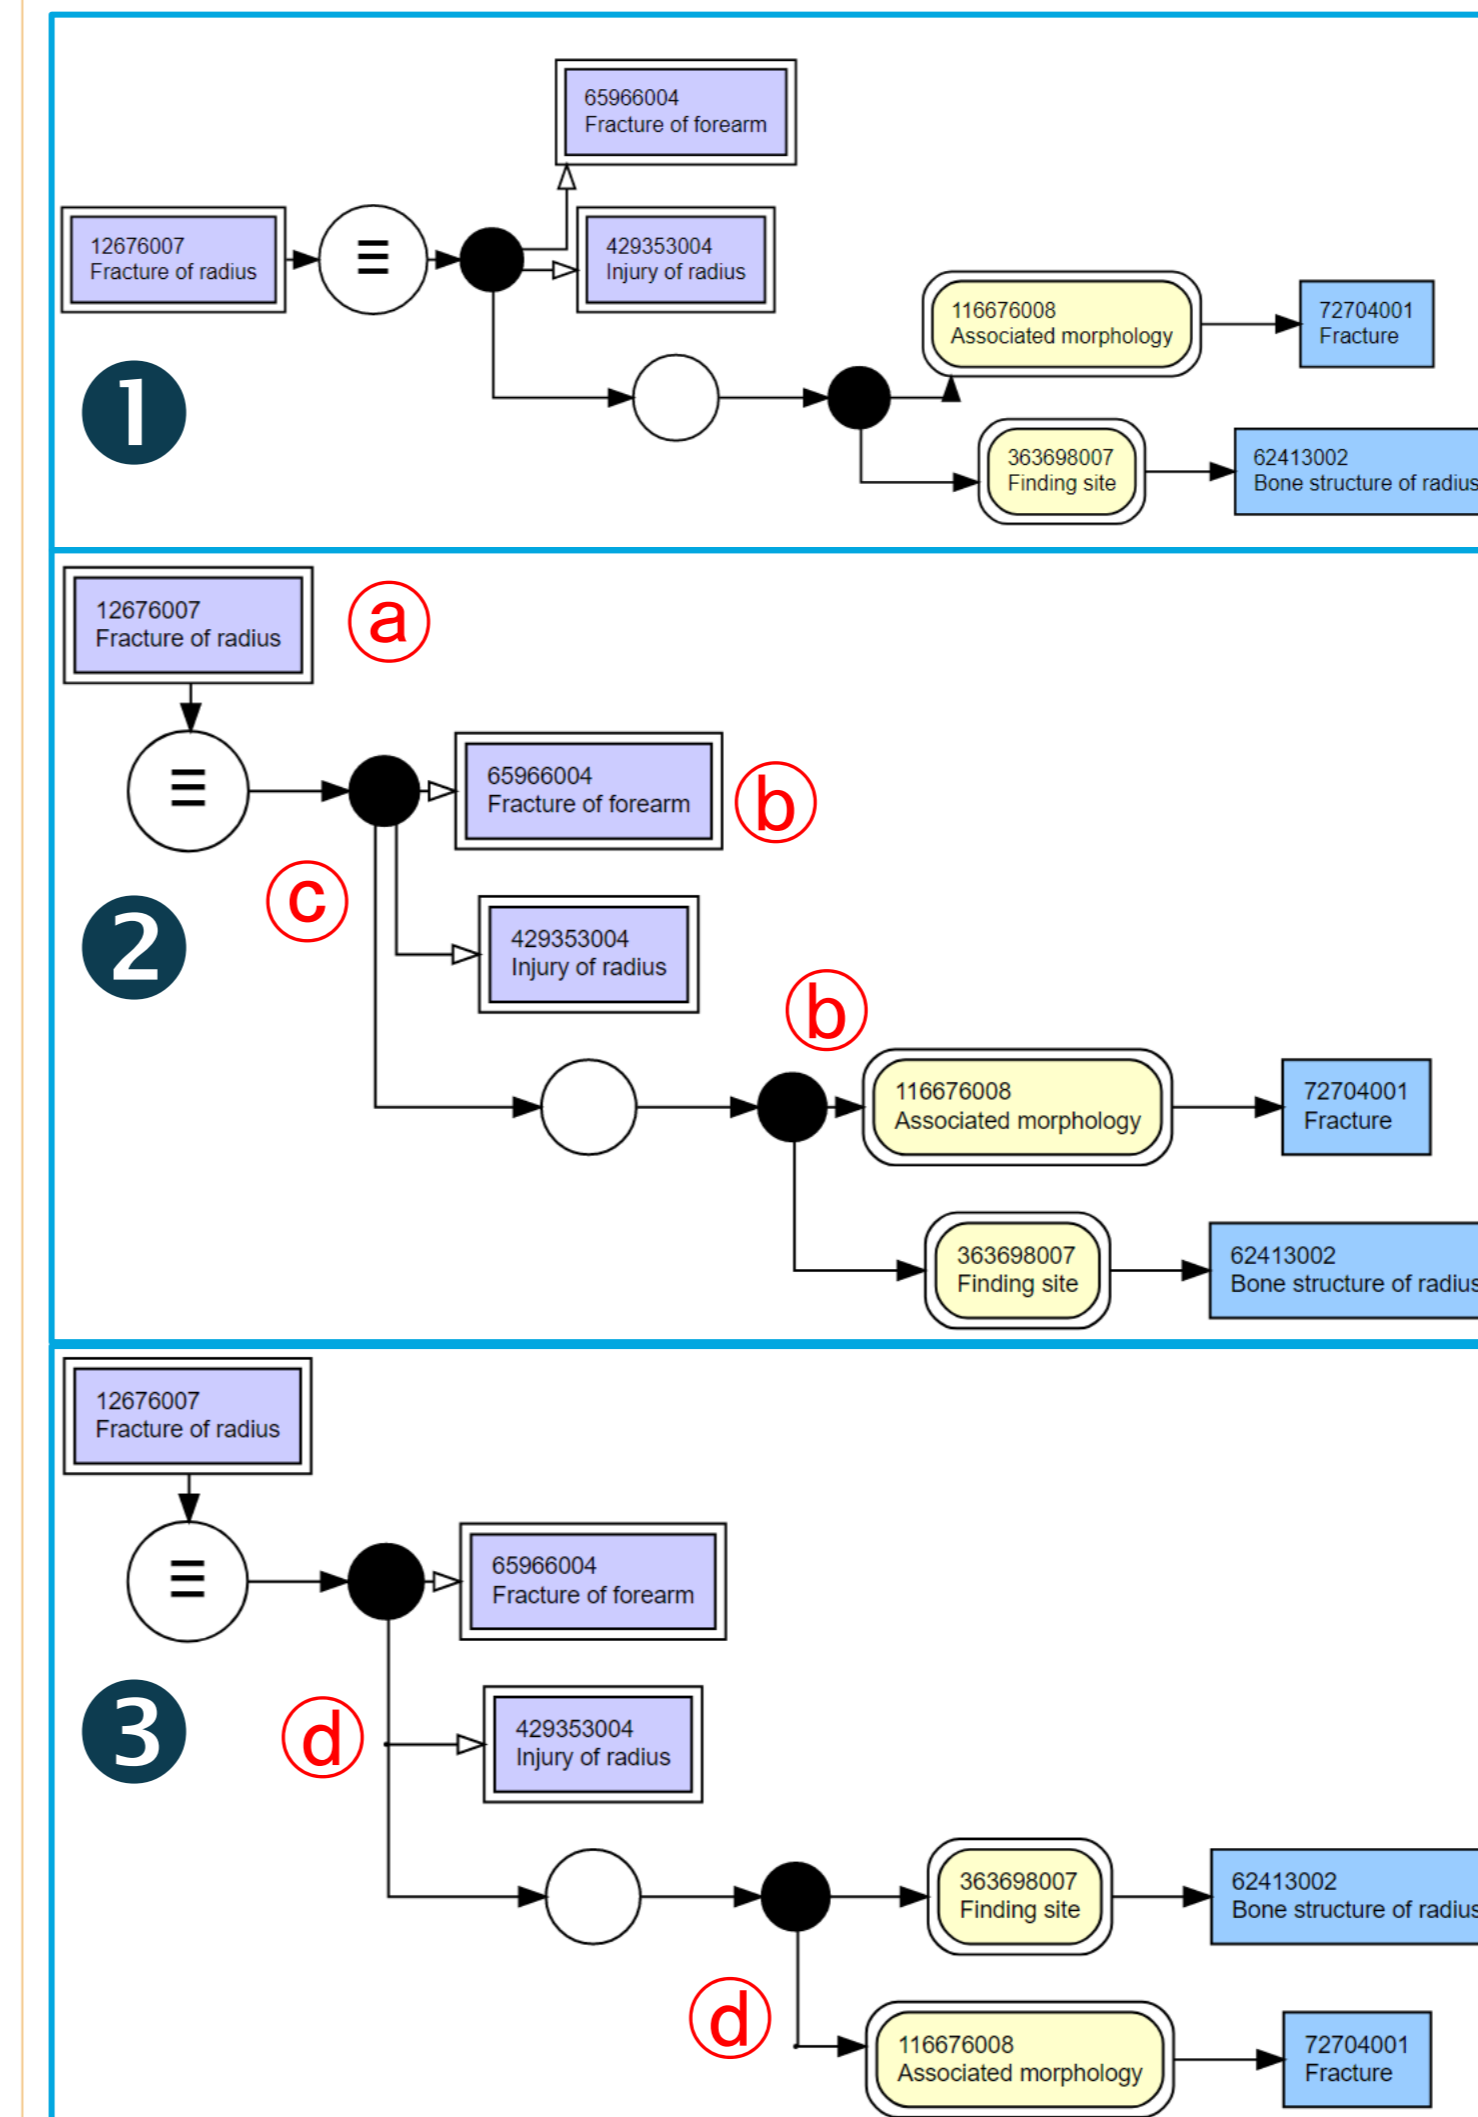 65966004
Fracture of forearm
12676007
Fracture of radius
☰
429353004
Injury of radius
116676008
Associated morphology
72704001
Fracture
1
363698007
Finding site
62413002
Bone structure of radius
12676007
Fracture of radius
a
☰
65966004
Fracture of forearm
b
c
2
429353004
Injury of radius
b
116676008
Associated morphology
72704001
Fracture
363698007
Finding site
62413002
Bone structure of radius
12676007
Fracture of radius
☰
65966004
Fracture of forearm
3
d
429353004
Injury of radius
363698007
Finding site
62413002
Bone structure of radius
d
116676008
Associated morphology
72704001
Fracture